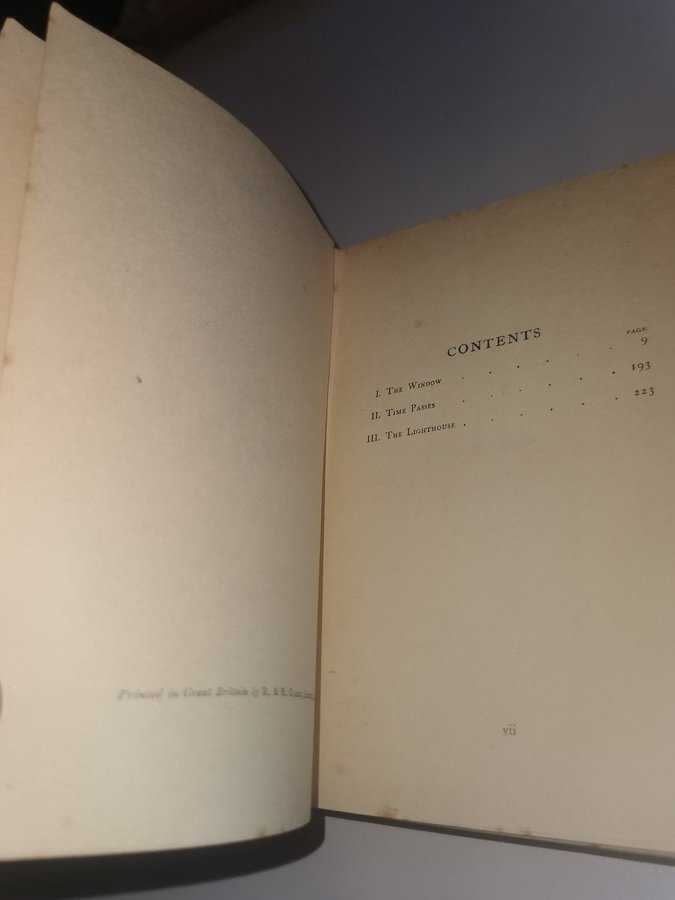 Printed in Great Britain by R. & R. Clark,
CONTENTS
PAGE
I. The Window . . . . . . 9
II. Time Passes . . . . . . 193
III. The Lighthouse . . . . . 223
vii